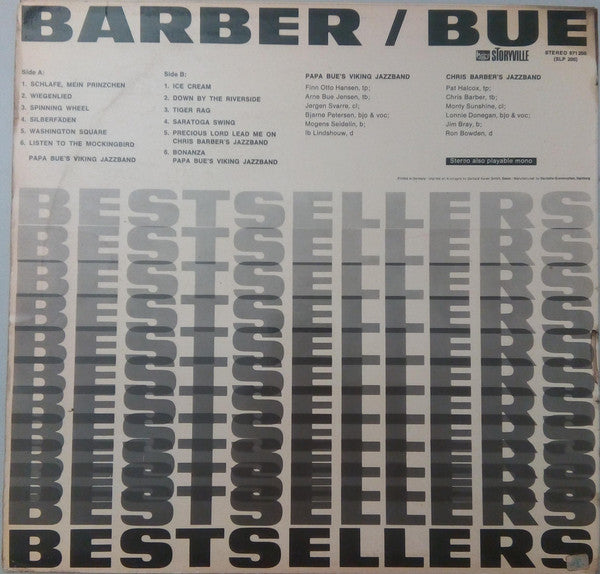 BARBER / BUE
STORYVILLE
STEREO 671 208
(SLP 208)
Side A:
1. SCHLAFE, MEIN PRINZCHEN
2. WIEGENLIED
3. SPINNING WHEEL
4. SILBERFÄDEN
5. WASHINGTON SQUARE
6. LISTEN TO THE MOCKINGBIRD
PAPA BUE'S VIKING JAZZBAND
Side B:
1. ICE CREAM
2. DOWN BY THE RIVERSIDE
3. TIGER RAG
4. SARATOGA SWING
5. PRECIOUS LORD LEAD ME ON
CHRIS BARBER'S JAZZBAND
6. BONANZA
PAPA BUE'S VIKING JAZZBAND
PAPA BUE'S VIKING JAZZBAND
Finn Otto Hansen, tp;
Arne Bue Jensen, tb;
Jørgen Svarre, cl;
Bjarne Petersen, bjo & voc;
Mogens Seidelin, b;
Ib Lindshouw, d
CHRIS BARBER'S JAZZBAND
Pat Halcox, tp;
Chris Barber, tb;
Monty Sunshine, cl;
Lonnie Donegan, bjo & voc;
Jim Bray, b;
Ron Bowden, d
Stereo also playable mono
BESTSELLERS
BESTSELLERS
BESTSELLERS
BESTSELLERS
BESTSELLERS
BESTSELLERS
BESTSELLERS
BESTSELLERS
BESTSELLERS
BESTSELLERS
BESTSELLERS
BESTSELLERS
BESTSELLERS